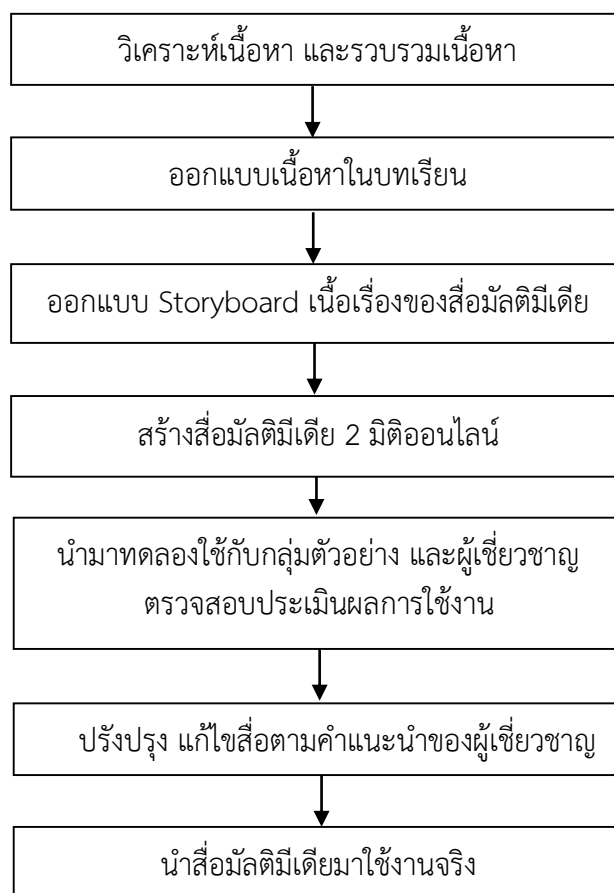 วิเคราะห์เนื้อหา และรวบรวมเนื้อหา
ออกแบบเนื้อหาในบทเรียน
ออกแบบ Storyboard เนื้อเรื่องของสื่อมัลติมีเดีย
สร้างสื่อมัลติมีเดีย 2 มิติออนไลน์
นำมาทดลองใช้กับกลุ่มตัวอย่าง และผู้เชี่ยวชาญ
ตรวจสอบประเมินผลการใช้งาน
ปรังปรุง แก้ไขสื่อตามคำแนะนำของผู้เชี่ยวชาญ
นำสื่อมัลติมีเดียมาใช้งานจริง